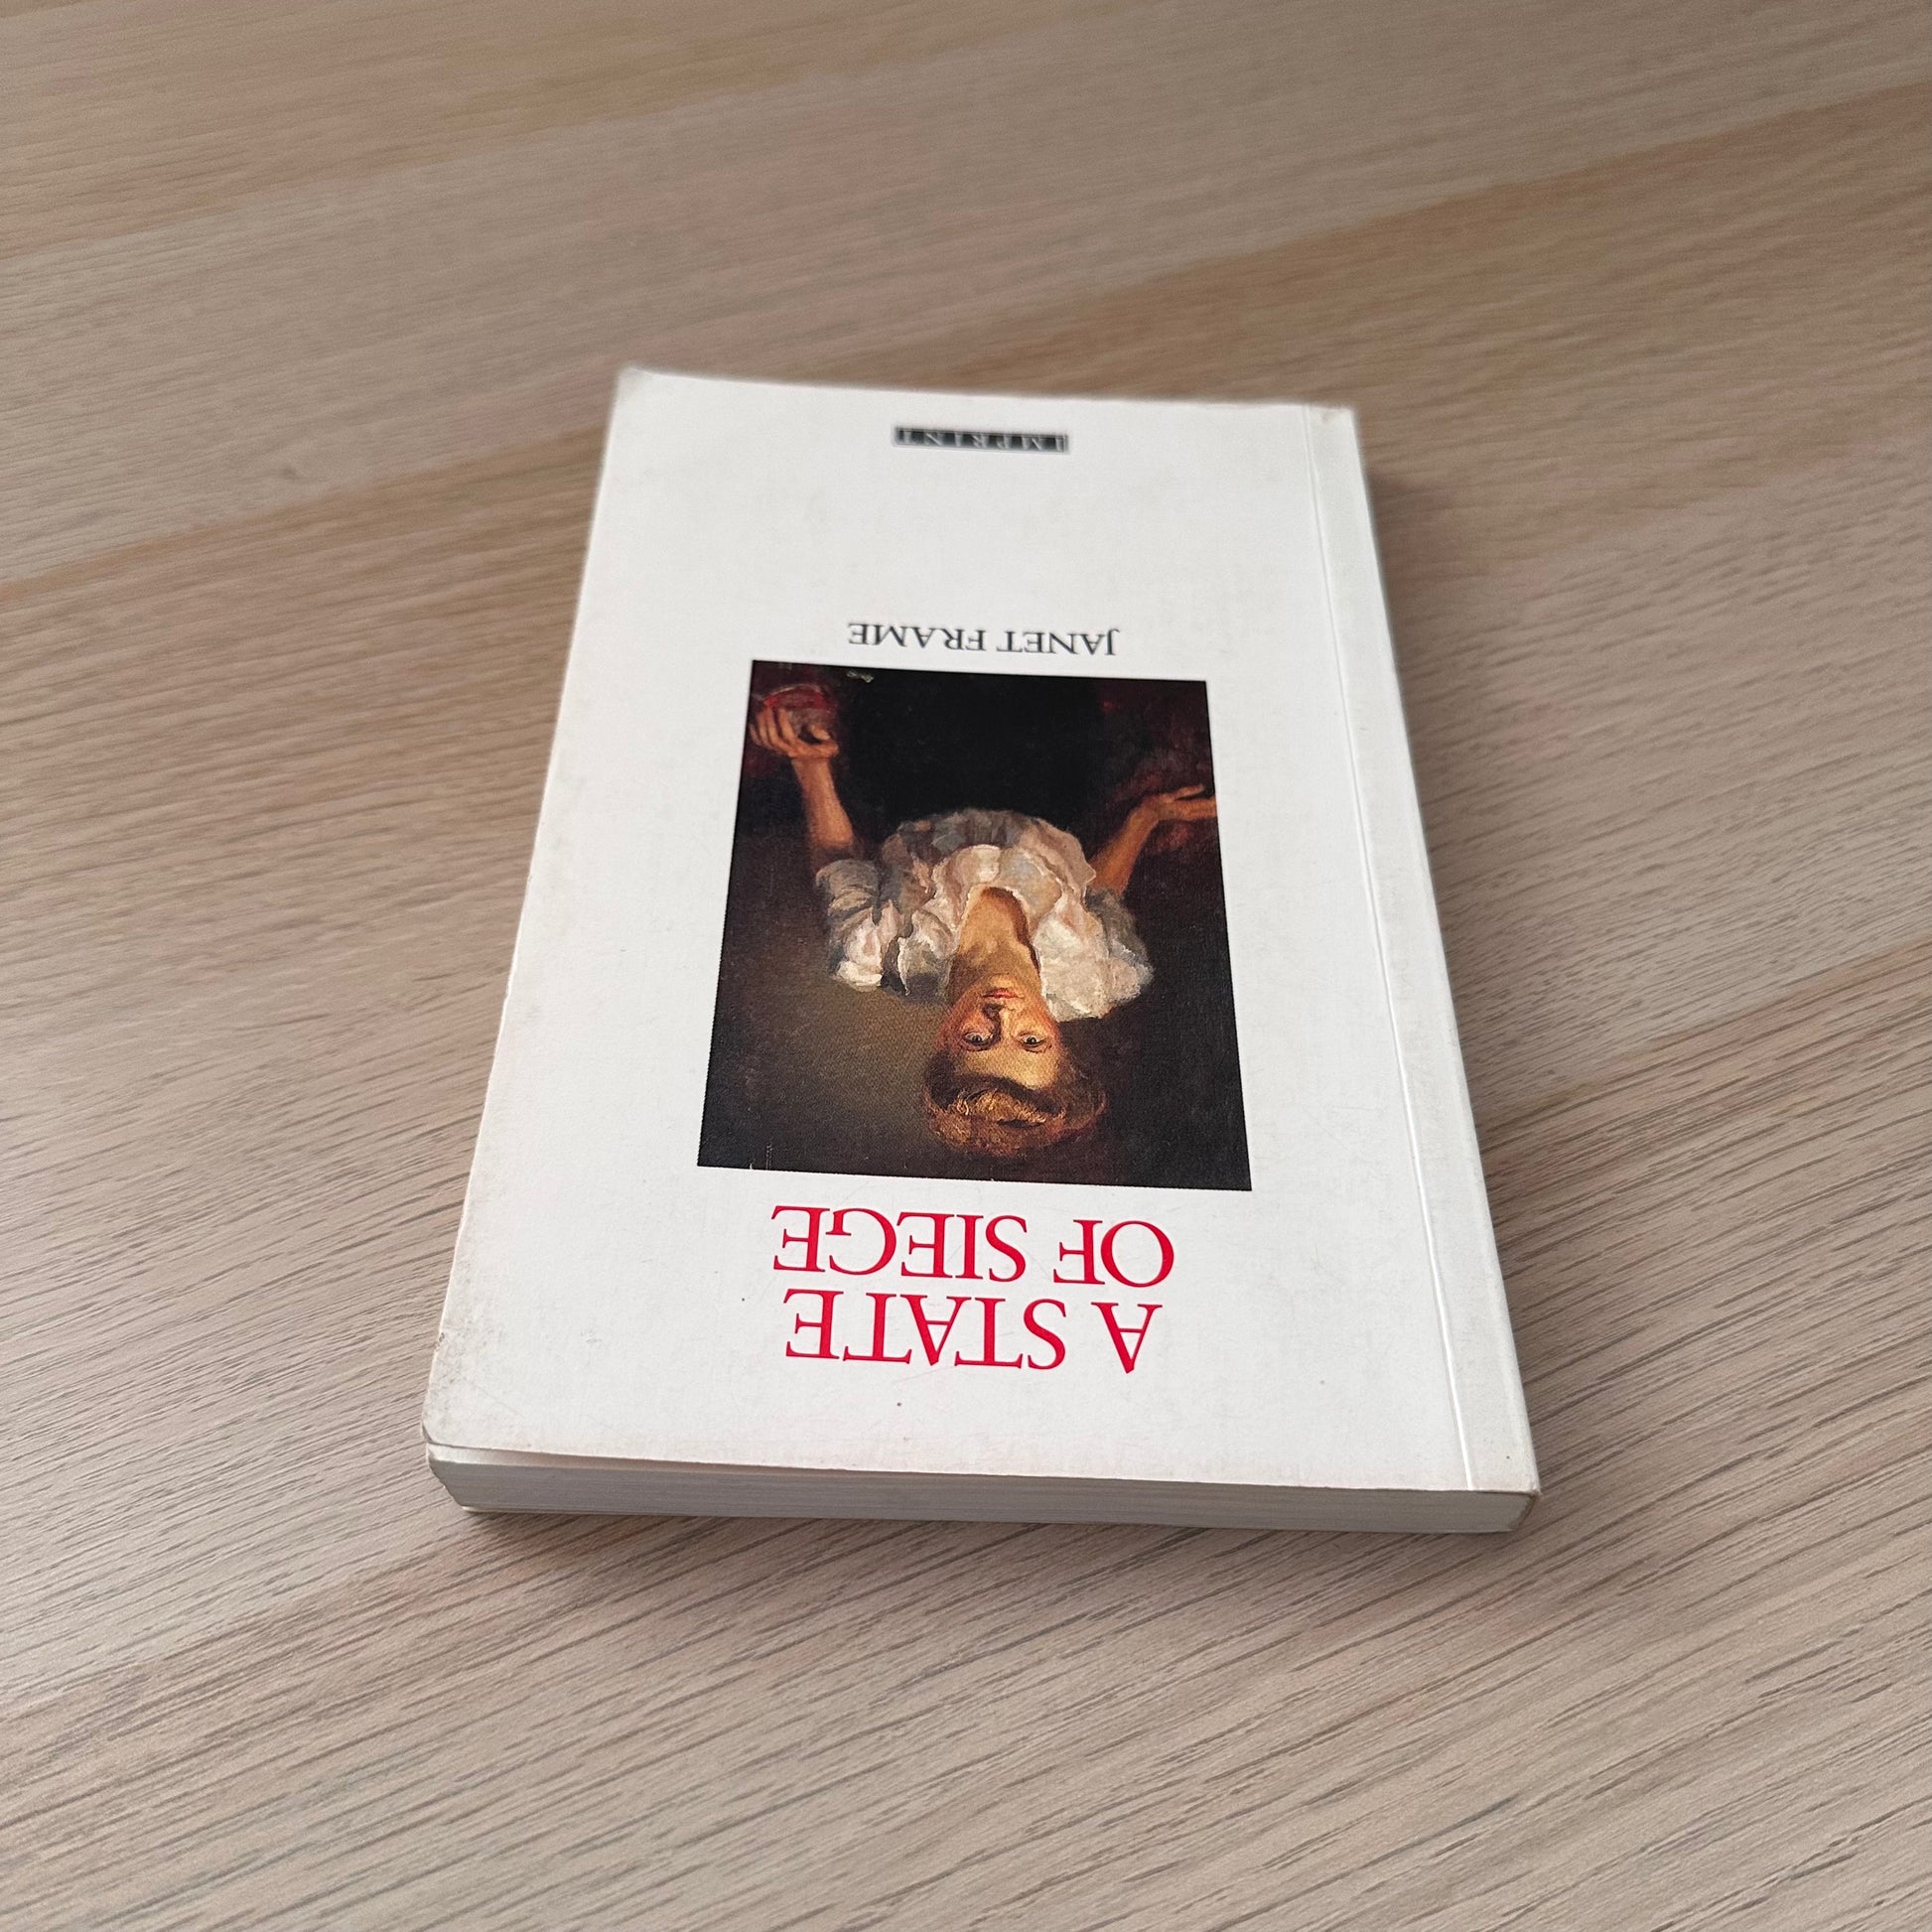 A STATE
OF SIEGE
JANET FRAME
IMPRINT